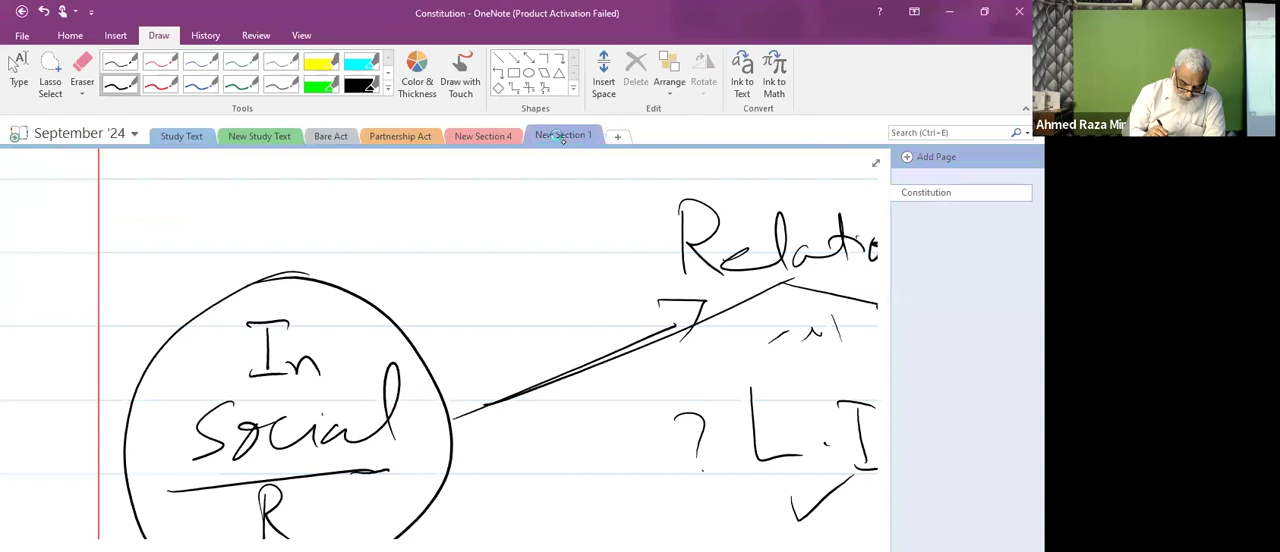 Constitution - OneNote (Product Activation Failed)
?
File Home Insert Draw History Review View
Type
Lasso Select
Eraser
Color & Thickness
Draw with Touch
Insert Space
Delete
Arrange
Rotate
Ink to Text
Ink to Math
Tools
Shapes
Edit
Convert
Ahmed Raza Mir
September '24
Study Text
New Study Text
Bare Act
Partnership Act
New Section 4
New Section 1
Search (Ctrl+E)
Add Page
Constitution
Relatio
In
Social
R
? L . I